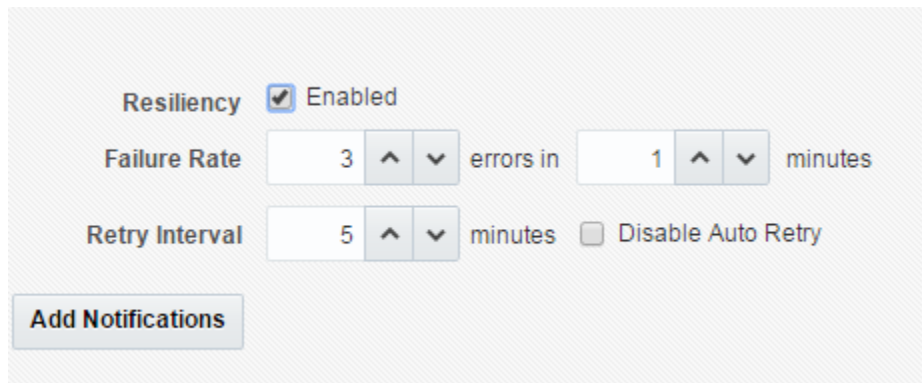 Resiliency Enabled
Failure Rate 3 errors in 1 minutes
Retry Interval 5 minutes Disable Auto Retry
Add Notifications